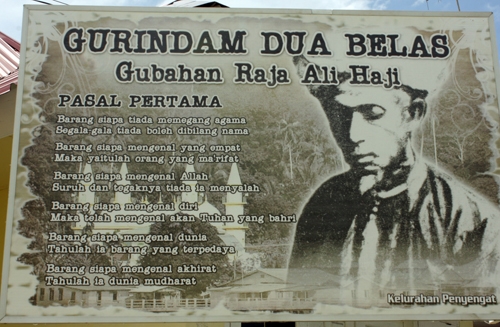 GURINDAM DUA BELAS
Gubahan Raja Ali Haji
PASAL PERTAMA
Barang siapa tiada memegang agama
Segala-gala tiada boleh dibilang nama
Barang siapa mengenal yang empat
Maka yaitulah orang yang ma'rifat
Barang siapa mengenal Allah
Suruh dan tegaknya tiada ia menyalah
Barang siapa mengenal diri
Maka telah mengenal akan Tuhan yang bahri
Barang siapa mengenal dunia
Tahulah ia barang yang terpedaya
Barang siapa mengenal akhirat
Tahulah ia dunia mudharat
Kelurahan Penyengat